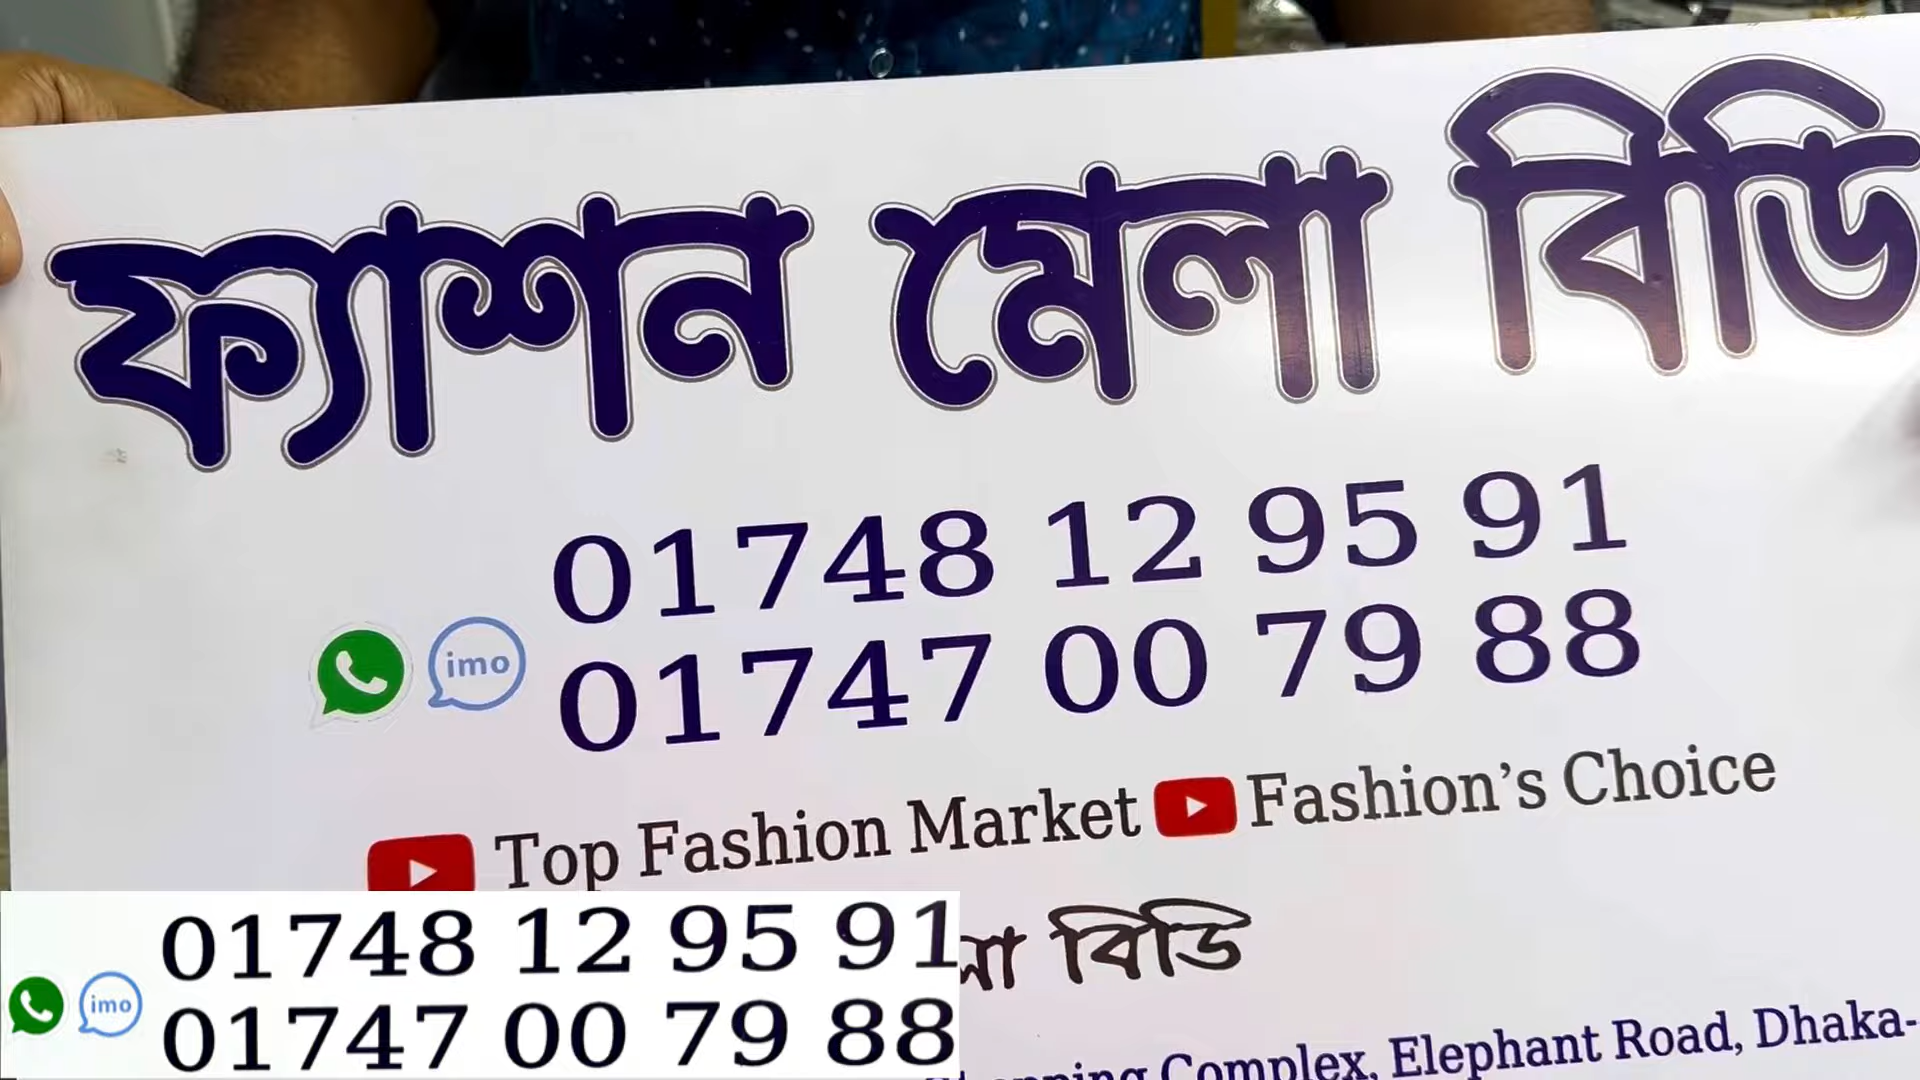 ফ্যাশন মেলা বিডি
01748 12 95 91
imo
01747 00 79 88
Top Fashion Market Fashion's Choice
বিডি
Complex, Elephant Road, Dhaka-
01748 12 95 91
imo
01747 00 79 88